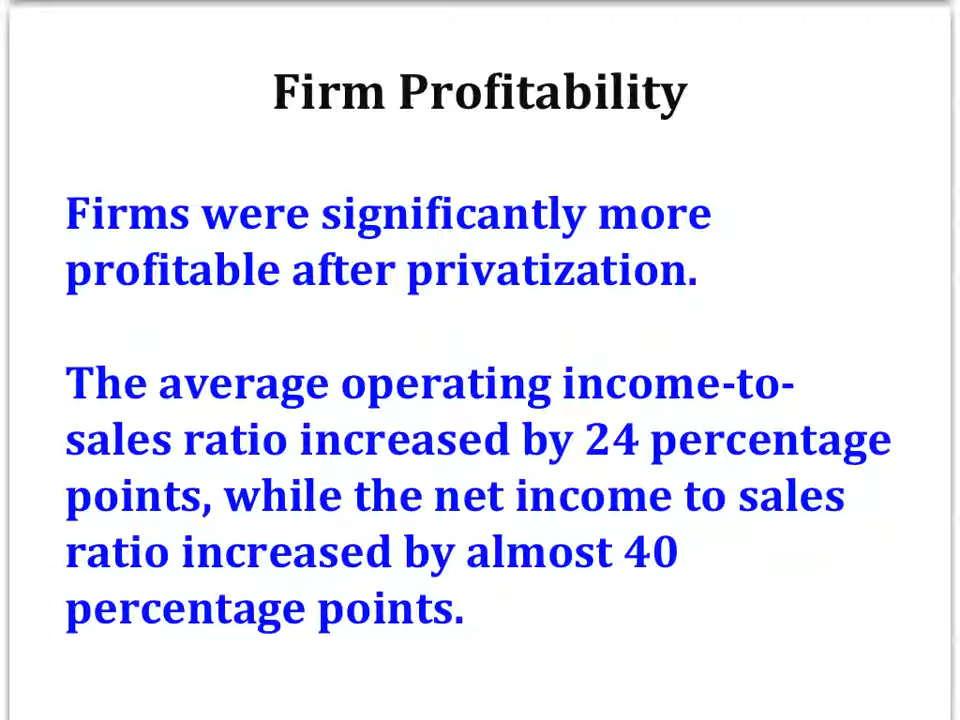 Firm Profitability
Firms were significantly more
profitable after privatization.
The average operating income-to-
sales ratio increased by 24 percentage
points, while the net income to sales
ratio increased by almost 40
percentage points.